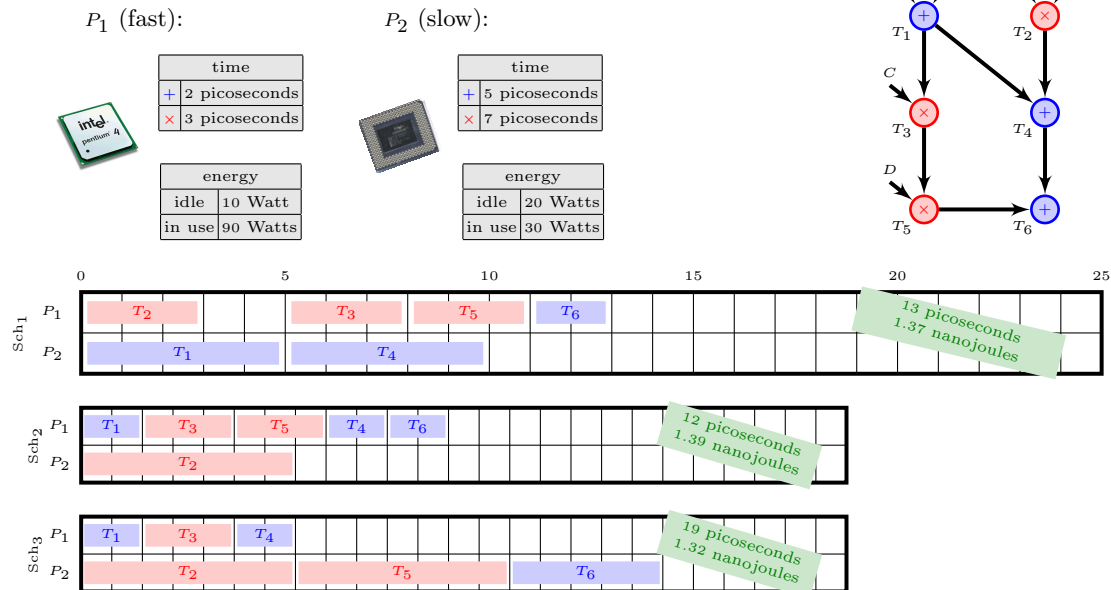 P1 (fast):
P2 (slow):
time
+ 2 picoseconds
× 3 picoseconds
energy
idle 10 Watt
in use 90 Watts
intel
pentium 4
time
+ 5 picoseconds
× 7 picoseconds
energy
idle 20 Watts
in use 30 Watts
+
T1
×
T2
C
×
T3
+
T4
D
×
T5
+
T6
0 5 10 15 20 25
Sch1
P1 T2 T3 T5 T6
P2 T1 T4
13 picoseconds
1.37 nanojoules
Sch2
P1 T1 T3 T5 T4 T6
P2 T2
12 picoseconds
1.39 nanojoules
Sch3
P1 T1 T3 T4
P2 T2 T5 T6
19 picoseconds
1.32 nanojoules